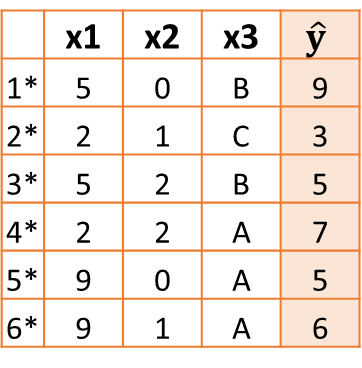 x1 x2 x3 ŷ
1* 5 0 B 9
2* 2 1 C 3
3* 5 2 B 5
4* 2 2 A 7
5* 9 0 A 5
6* 9 1 A 6